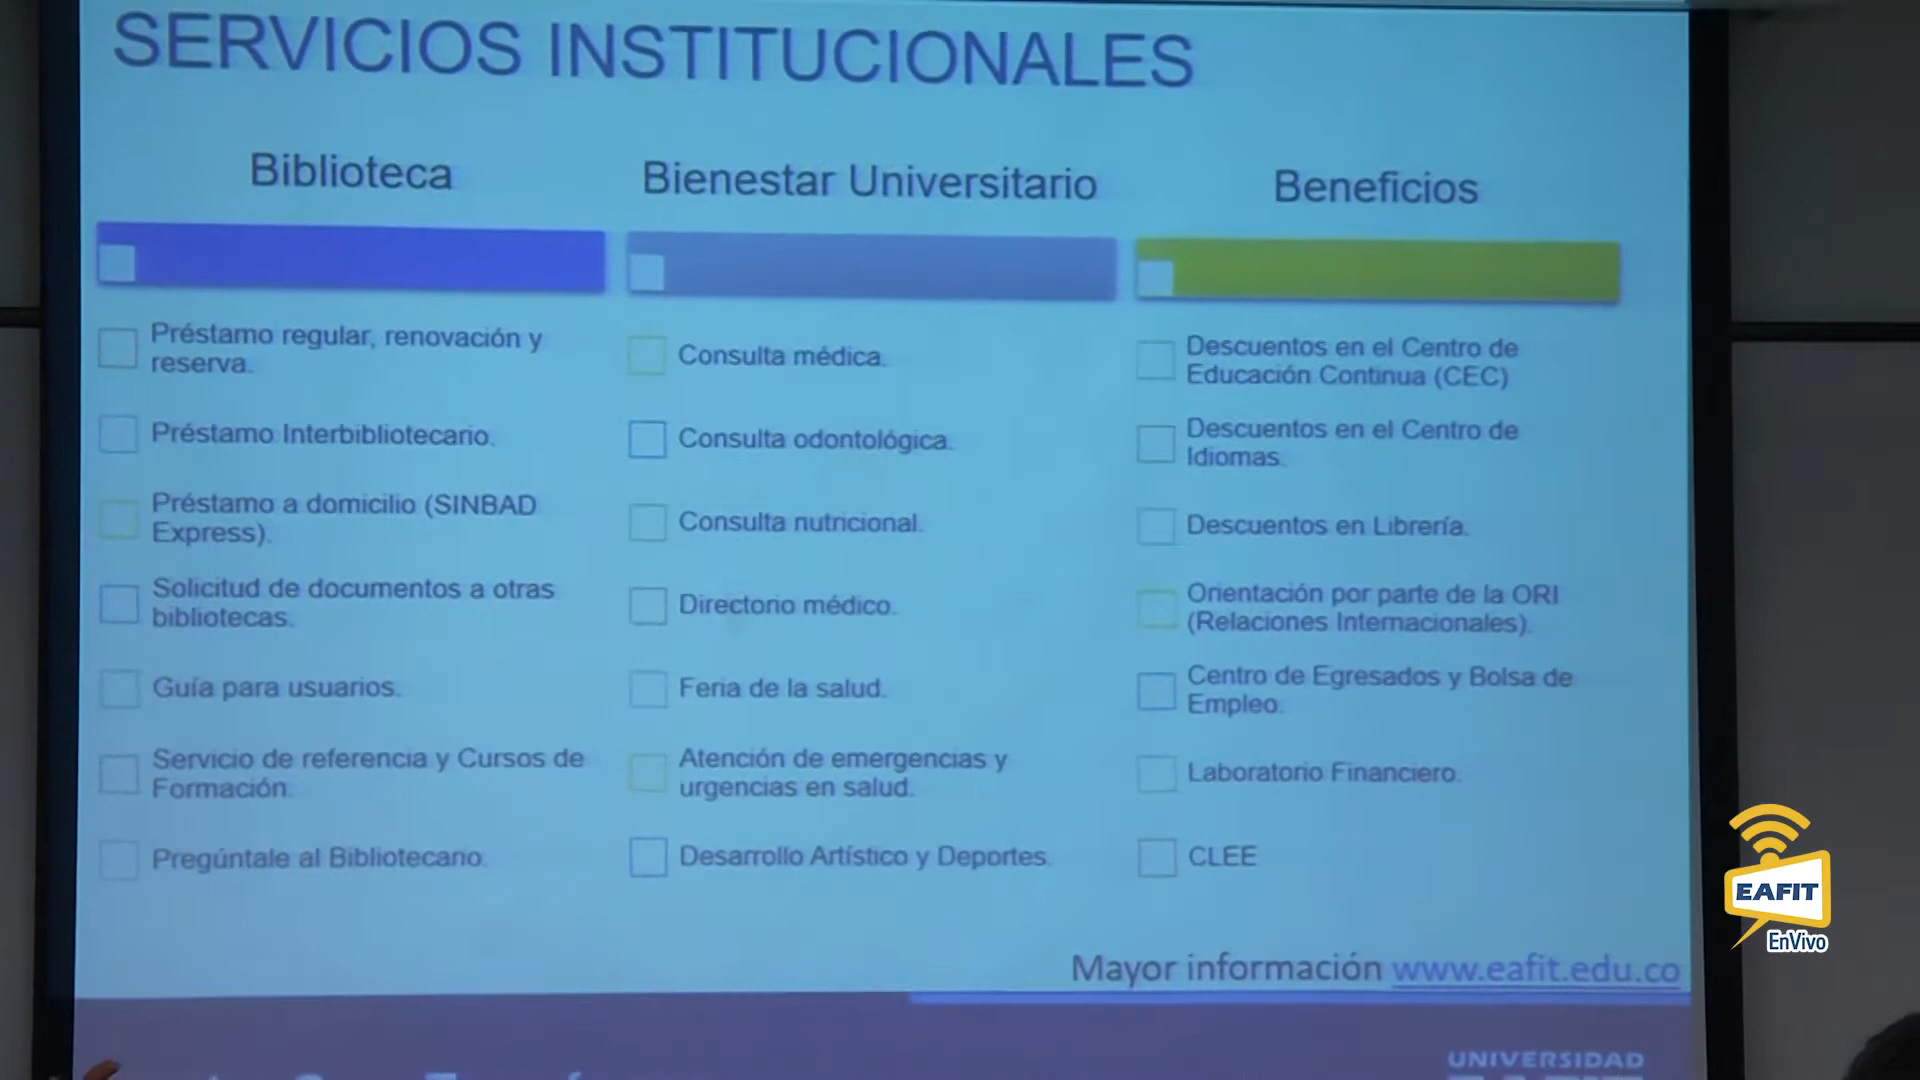 SERVICIOS INSTITUCIONALES
Biblioteca
Préstamo regular, renovación y
reserva.
Préstamo Interbibliotecario.
Préstamo a domicilio (SINBAD
Express).
Solicitud de documentos a otras
bibliotecas.
Guía para usuarios.
Servicio de referencia y Cursos de
Formación.
Pregúntale al Bibliotecario.
Bienestar Universitario
Consulta médica.
Consulta odontológica.
Consulta nutricional.
Directorio médico.
Feria de la salud.
Atención de emergencias y
urgencias en salud.
Desarrollo Artístico y Deportes.
Beneficios
Descuentos en el Centro de
Educación Continua (CEC)
Descuentos en el Centro de
Idiomas.
Descuentos en Librería.
Orientación por parte de la ORI
(Relaciones Internacionales).
Centro de Egresados y Bolsa de
Empleo.
Laboratorio Financiero.
CLEE
Mayor información www.eafit.edu.co
UNIVERSIDAD
EAFIT
EnVivo